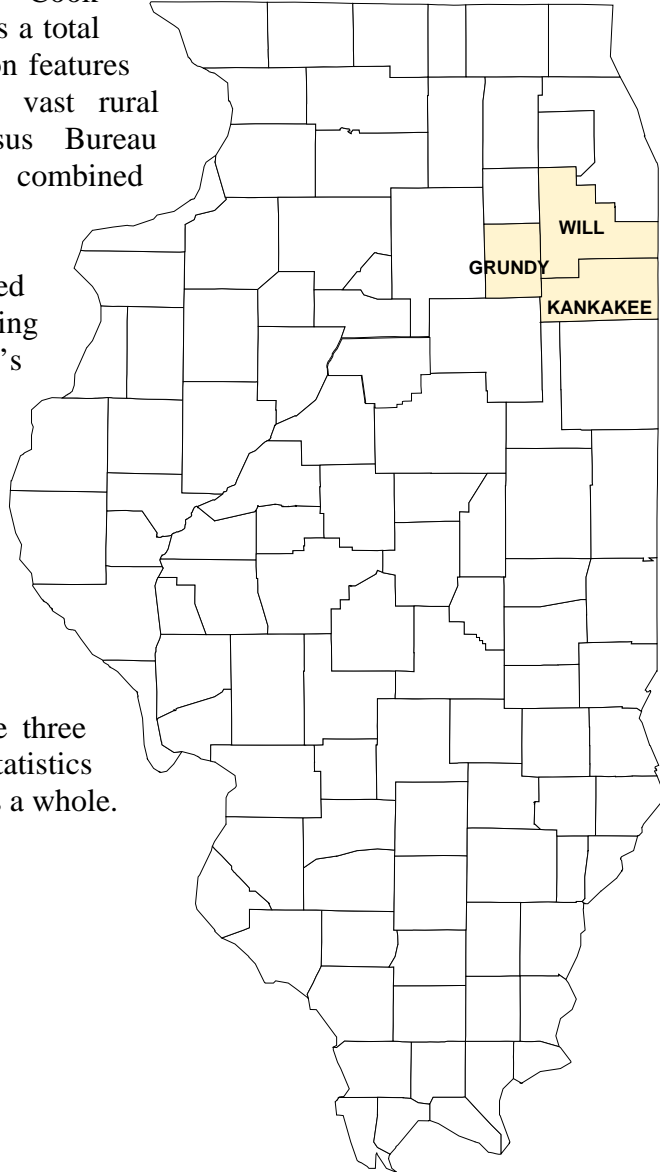 Cook
s a total
on features
vast rural
sus Bureau
combined
ed
ing
's
e three
tatistics
s a whole.
WILL
GRUNDY
KANKAKEE